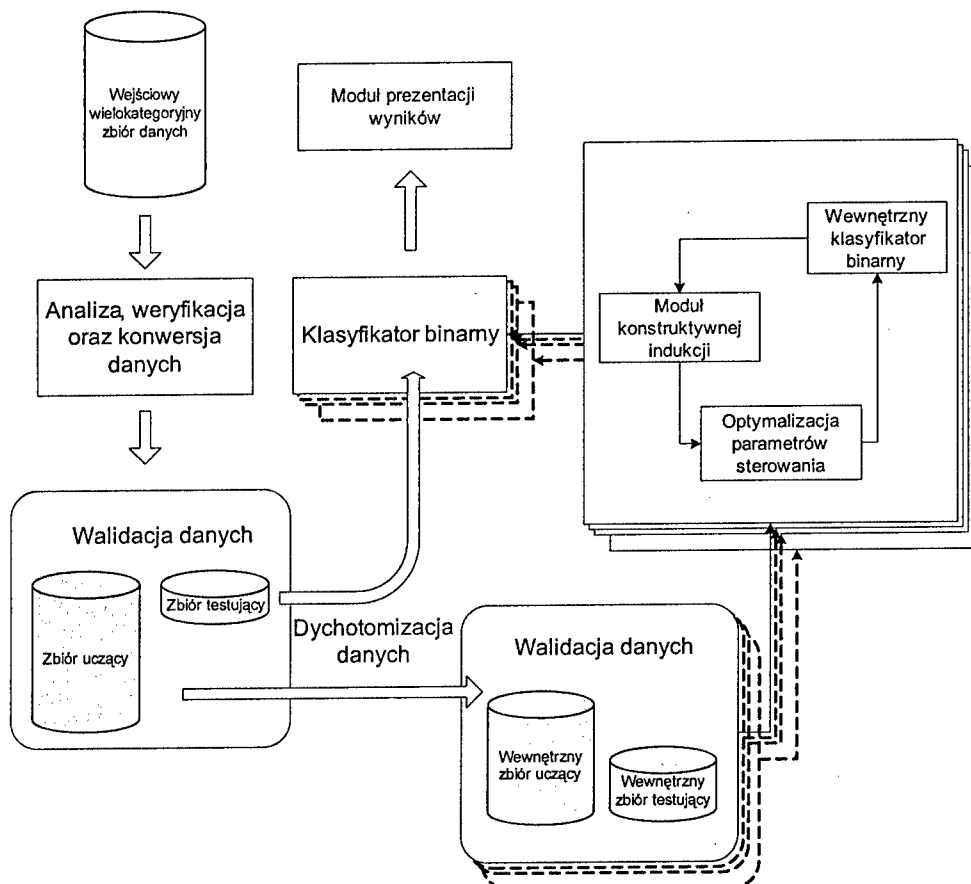 Wejściowy
wielokategoryjny
zbiór danych
Moduł prezentacji
wyników
Wewnętrzny
klasyfikator
binarny
Analiza, weryfikacja
oraz konwersja
danych
Klasyfikator binarny
Moduł
konstruktywnej
indukcji
Optymalizacja
parametrów
sterowania
Walidacja danych
Zbiór testujący
Zbiór uczący
Dychotomizacja
danych
Walidacja danych
Wewnętrzny
zbiór uczący
Wewnętrzny
zbiór testujący